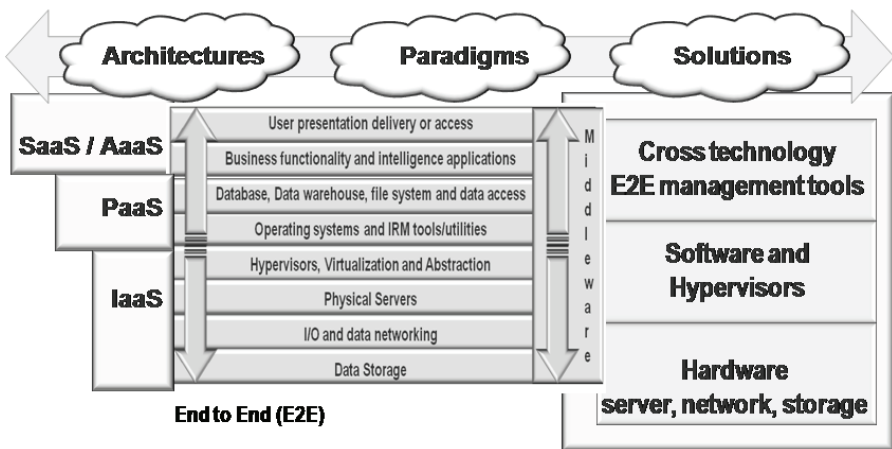 Architectures
Paradigms
Solutions
SaaS / AaaS
PaaS
IaaS
User presentation delivery or access
Business functionality and intelligence applications
Database, Data warehouse, file system and data access
Operating systems and IRM tools/utilities
Hypervisors, Virtualization and Abstraction
Physical Servers
I/O and data networking
Data Storage
Middleware
Cross technology
E2E management tools
Software and
Hypervisors
Hardware
server, network, storage
End to End (E2E)